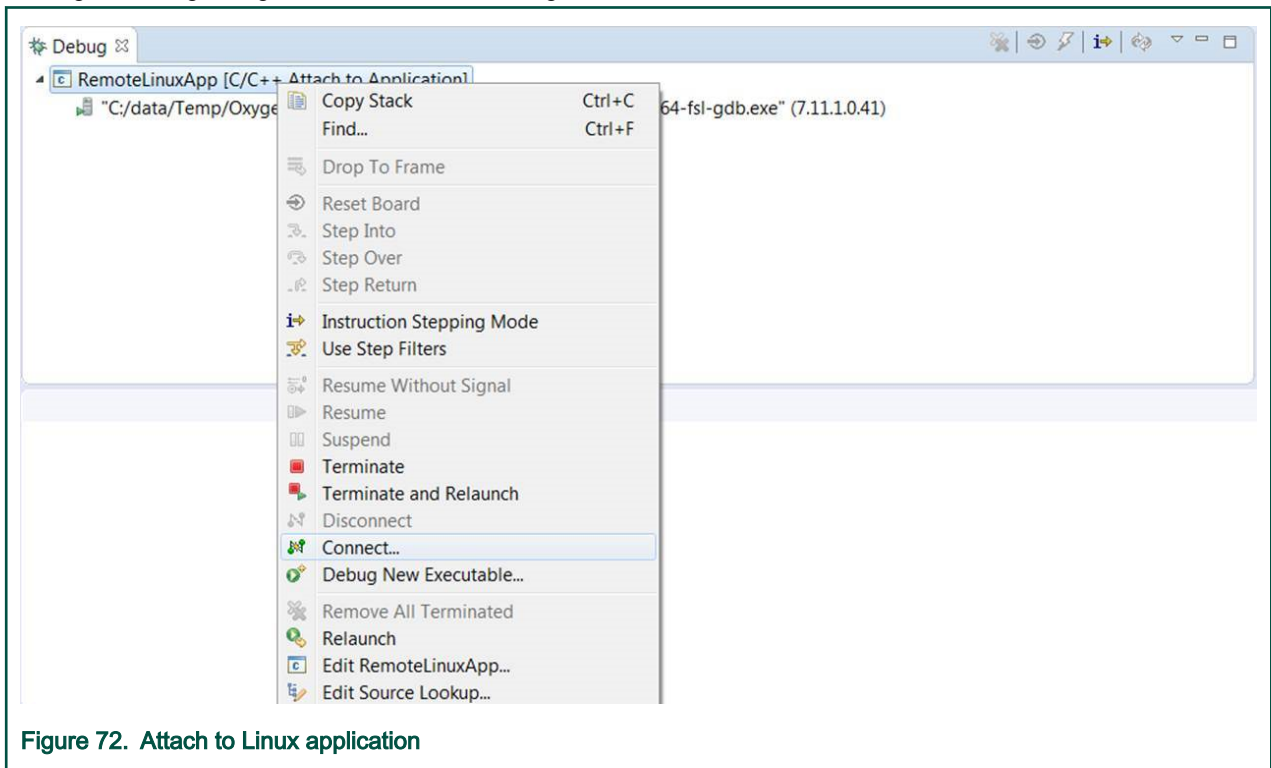 Debug
RemoteLinuxApp [C/C++ Attach to Application]
"C:/data/Temp/Oxyge 64-fsl-gdb.exe" (7.11.1.0.41)
Copy Stack Ctrl+C
Find... Ctrl+F
Drop To Frame
Reset Board
Step Into
Step Over
Step Return
Instruction Stepping Mode
Use Step Filters
Resume Without Signal
Resume
Suspend
Terminate
Terminate and Relaunch
Disconnect
Connect...
Debug New Executable...
Remove All Terminated
Relaunch
Edit RemoteLinuxApp...
Edit Source Lookup...
Figure 72. Attach to Linux application